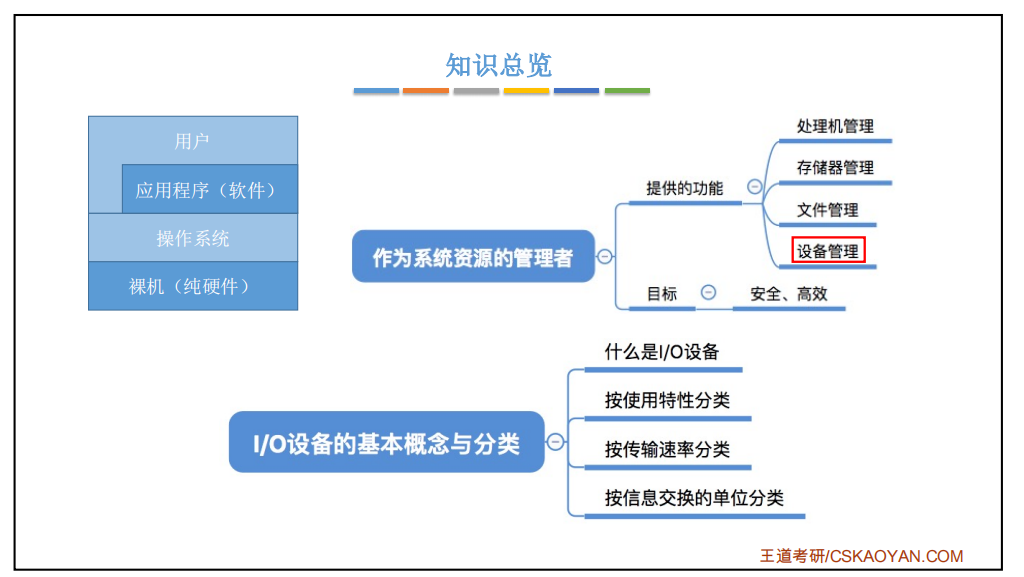 知识总览
用户
应用程序（软件）
操作系统
裸机（纯硬件）
作为系统资源的管理者
提供的功能
处理机管理
存储器管理
文件管理
设备管理
目标
安全、高效
I/O设备的基本概念与分类
什么是I/O设备
按使用特性分类
按传输速率分类
按信息交换的单位分类
王道考研/CSKAOYAN.COM